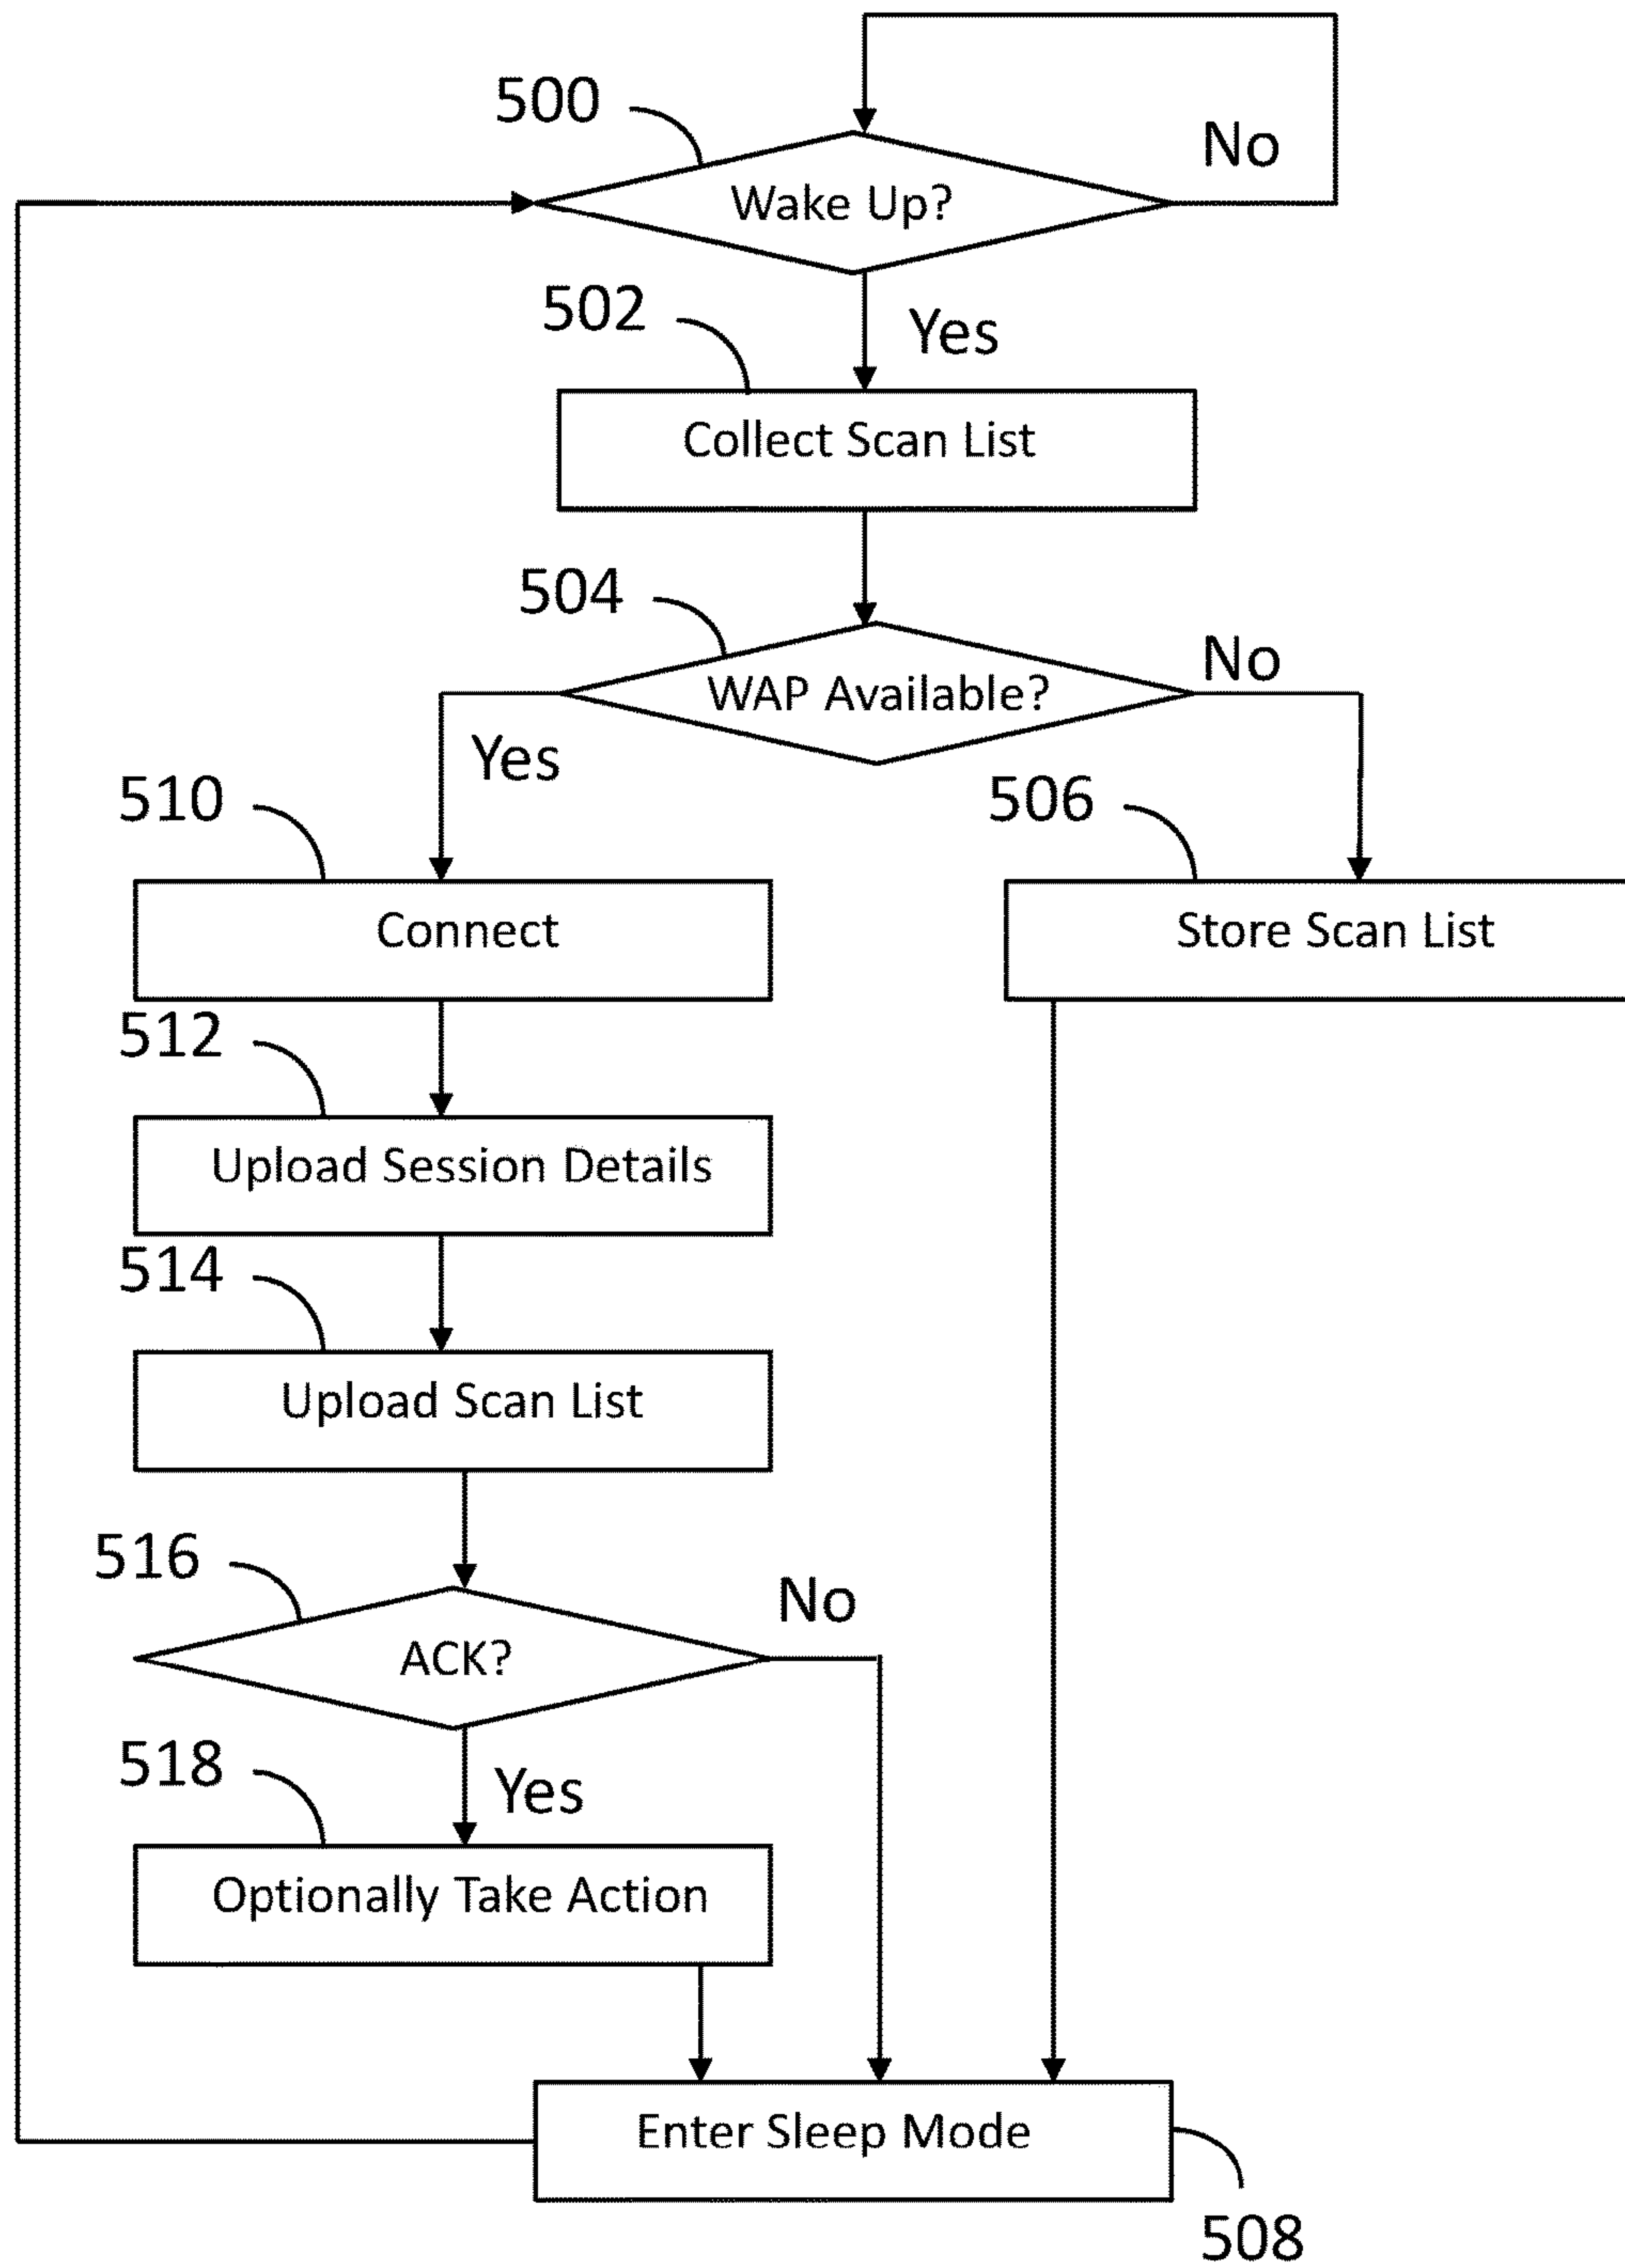 500
No
Wake Up?
502
Yes
Collect Scan List
504
No
WAP Available?
Yes
510
506
Connect
Store Scan List
512
Upload Session Details
514
Upload Scan List
516
No
ACK?
518
Yes
Optionally Take Action
Enter Sleep Mode
508